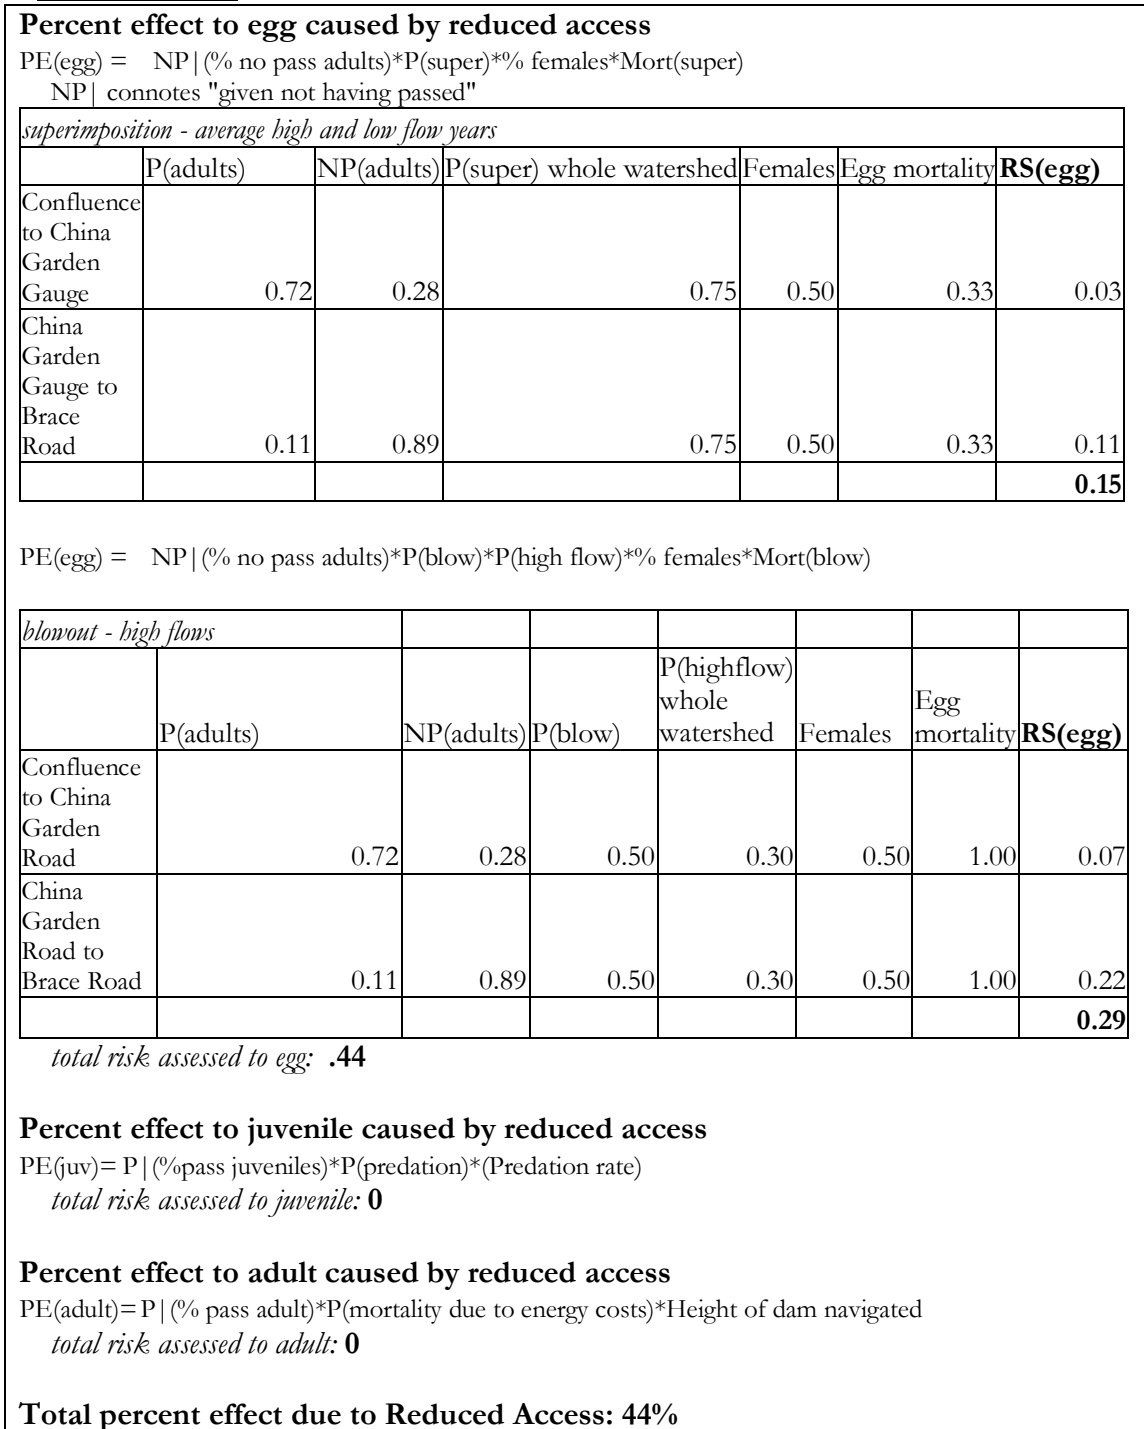 Percent effect to egg caused by reduced access
PE(egg) = NP|(% no pass adults)*P(super)*% females*Mort(super)
NP| connotes "given not having passed"
superimposition - average high and low flow years
P(adults) NP(adults) P(super) whole watershed Females Egg mortality RS(egg)
Confluence
to China
Garden
Gauge 0.72 0.28 0.75 0.50 0.33 0.03
China
Garden
Gauge to
Brace
Road 0.11 0.89 0.75 0.50 0.33 0.11
0.15
PE(egg) = NP|(% no pass adults)*P(blow)*P(high flow)*% females*Mort(blow)
blowout - high flows
P(adults) NP(adults) P(blow) P(highflow) whole watershed Females Egg mortality RS(egg)
Confluence
to China
Garden
Road 0.72 0.28 0.50 0.30 0.50 1.00 0.07
China
Garden
Road to
Brace Road 0.11 0.89 0.50 0.30 0.50 1.00 0.22
0.29
total risk assessed to egg: .44
Percent effect to juvenile caused by reduced access
PE(juv)= P|(%pass juveniles)*P(predation)*(Predation rate)
total risk assessed to juvenile: 0
Percent effect to adult caused by reduced access
PE(adult)=P|(% pass adult)*P(mortality due to energy costs)*Height of dam navigated
total risk assessed to adult: 0
Total percent effect due to Reduced Access: 44%